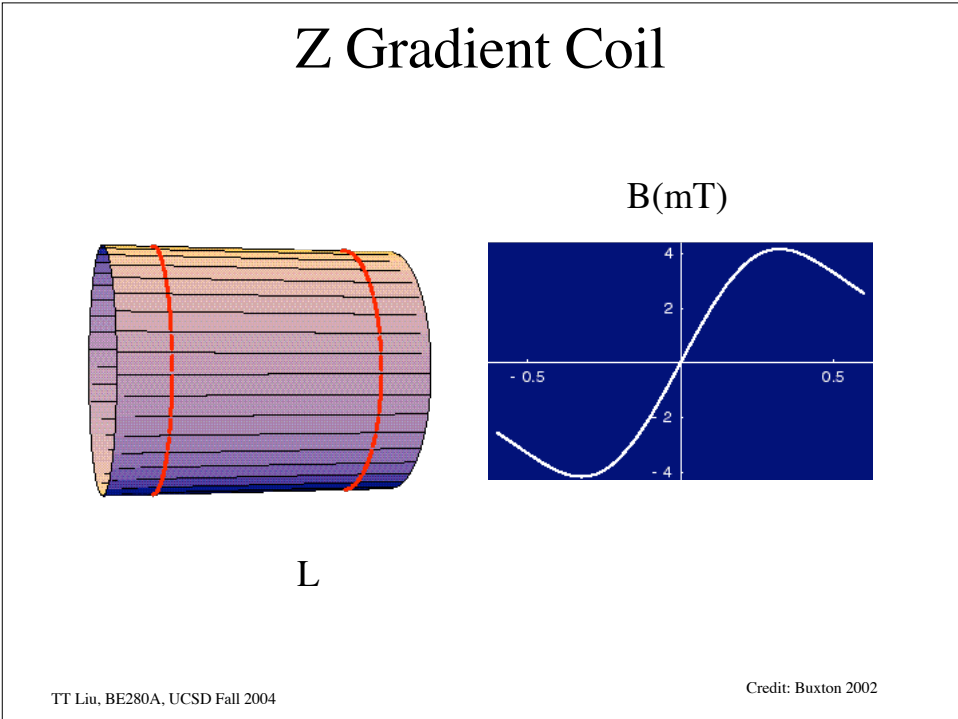 Z Gradient Coil
B(mT)
4
2
- 0.5
0.5
- 2
- 4
L
TT Liu, BE280A, UCSD Fall 2004
Credit: Buxton 2002